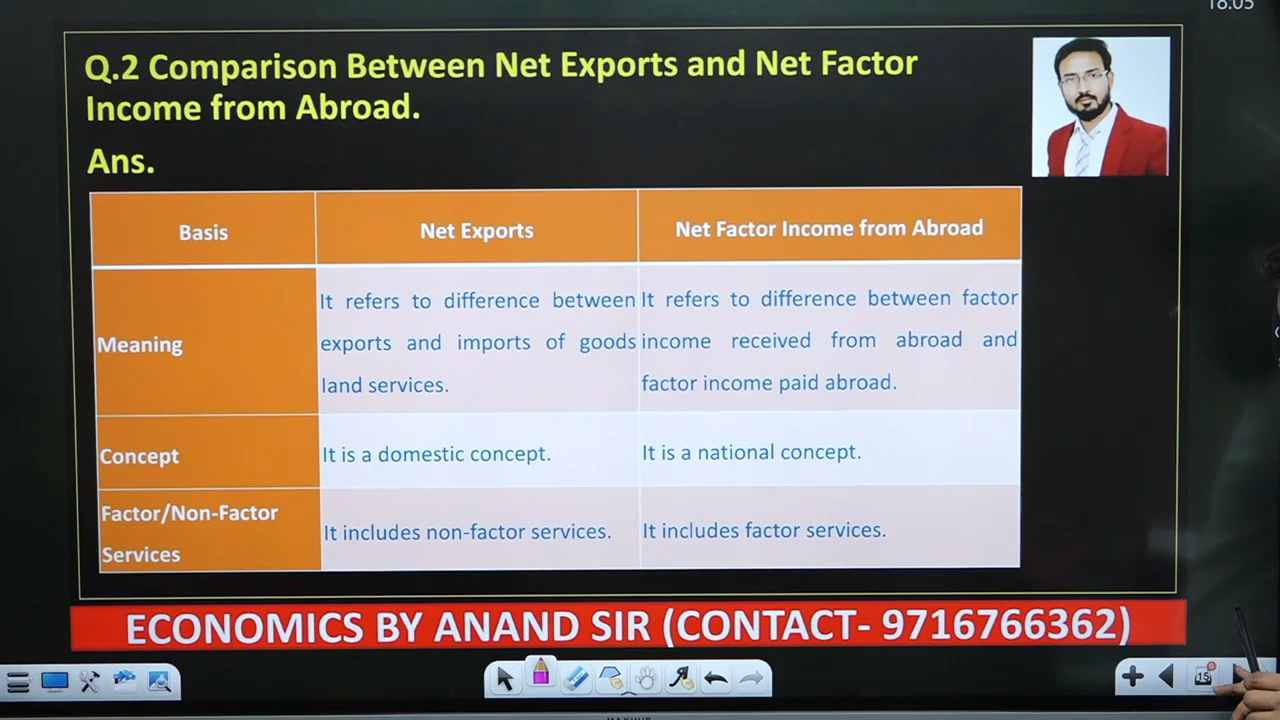 18:05
Q.2 Comparison Between Net Exports and Net Factor
Income from Abroad.
Ans.
Basis
Net Exports
Net Factor Income from Abroad
Meaning
It refers to difference between
exports and imports of goods
land services.
It refers to difference between factor
income received from abroad and
factor income paid abroad.
Concept
It is a domestic concept.
It is a national concept.
Factor/Non-Factor
Services
It includes non-factor services.
It includes factor services.
ECONOMICS BY ANAND SIR (CONTACT- 9716766362)
15